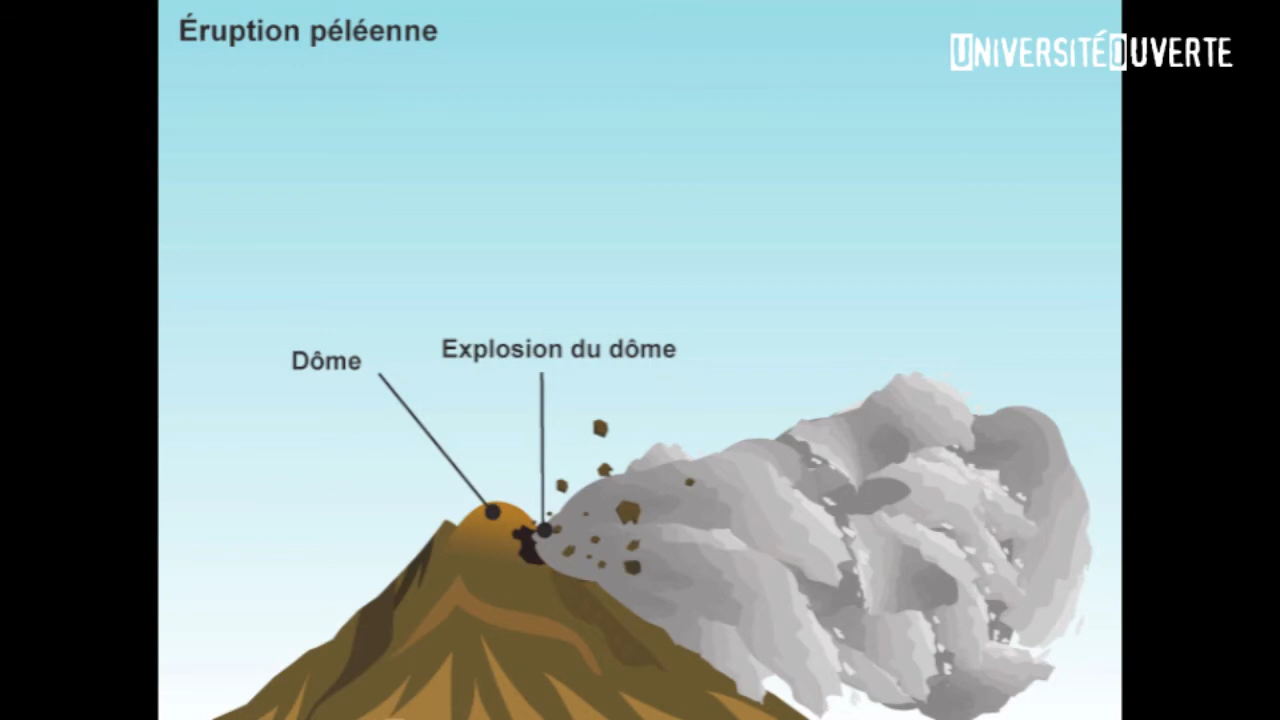 Éruption péléenne
UNIVERSITÉOUVERTE
Explosion du dôme
Dôme